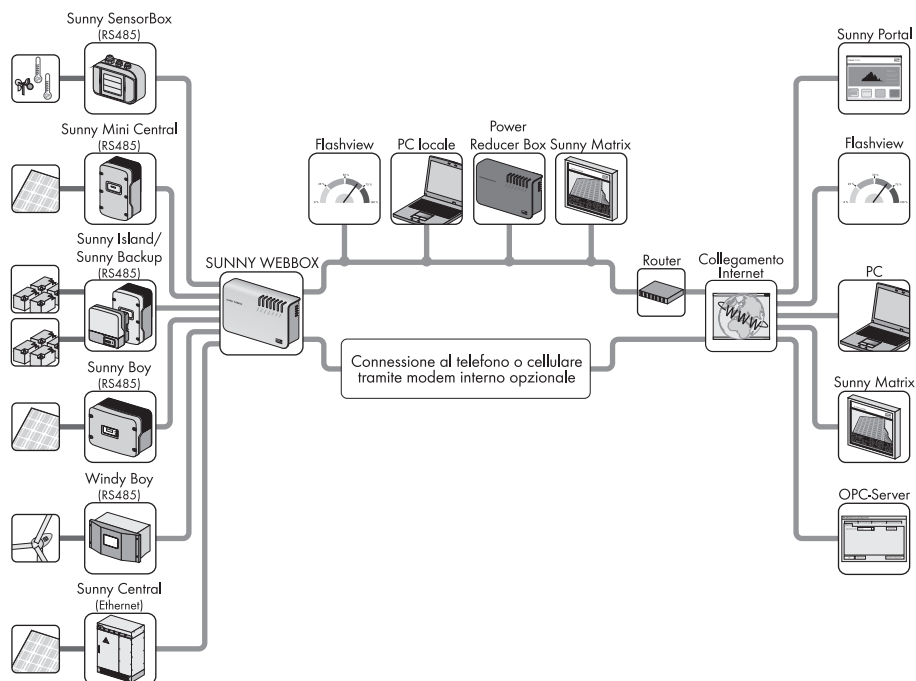 Sunny SensorBox
(RS485)
Sunny Mini Central
(RS485)
Sunny Island/
Sunny Backup
(RS485)
Sunny Boy
(RS485)
Windy Boy
(RS485)
Sunny Central
(Ethernet)
SUNNY WEBBOX
Flashview
PC locale
Power
Reducer Box
Sunny Matrix
Connessione al telefono o cellulare
tramite modem interno opzionale
Router
Collegamento
Internet
WWW
Sunny Portal
Flashview
PC
Sunny Matrix
OPC-Server